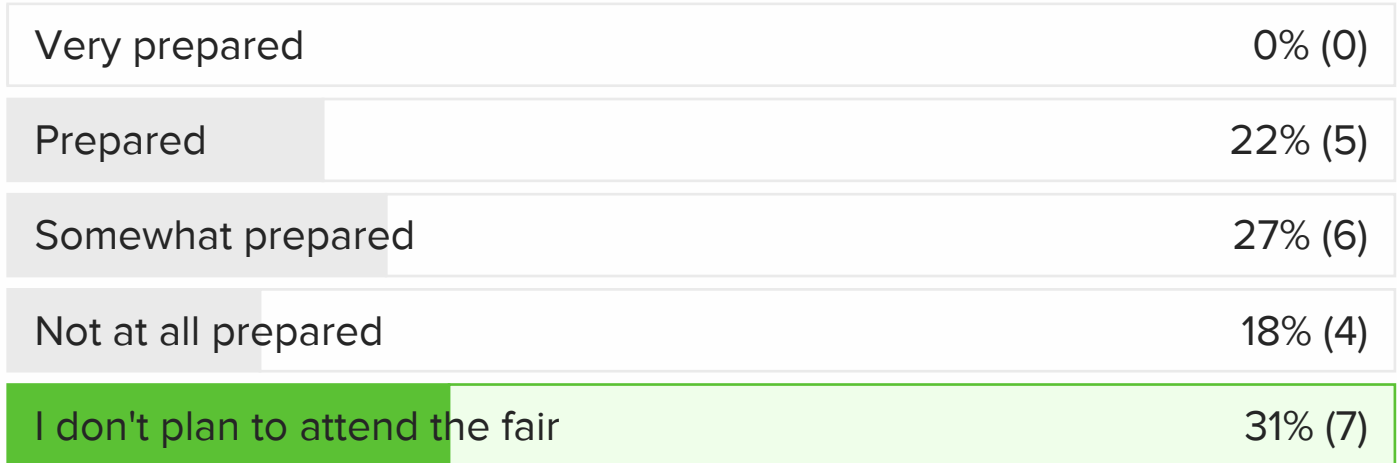 Very prepared 0% (0)
Prepared 22% (5)
Somewhat prepared 27% (6)
Not at all prepared 18% (4)
I don't plan to attend the fair 31% (7)